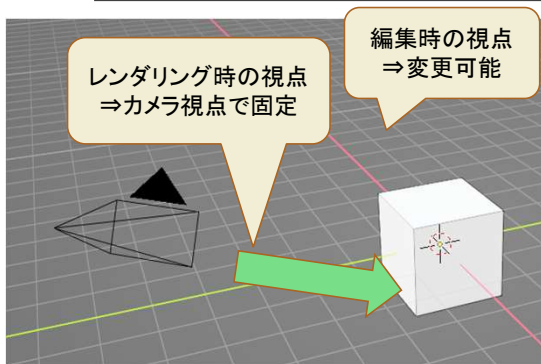 編集時の視点
⇒変更可能
レンダリング時の視点
⇒カメラ視点で固定